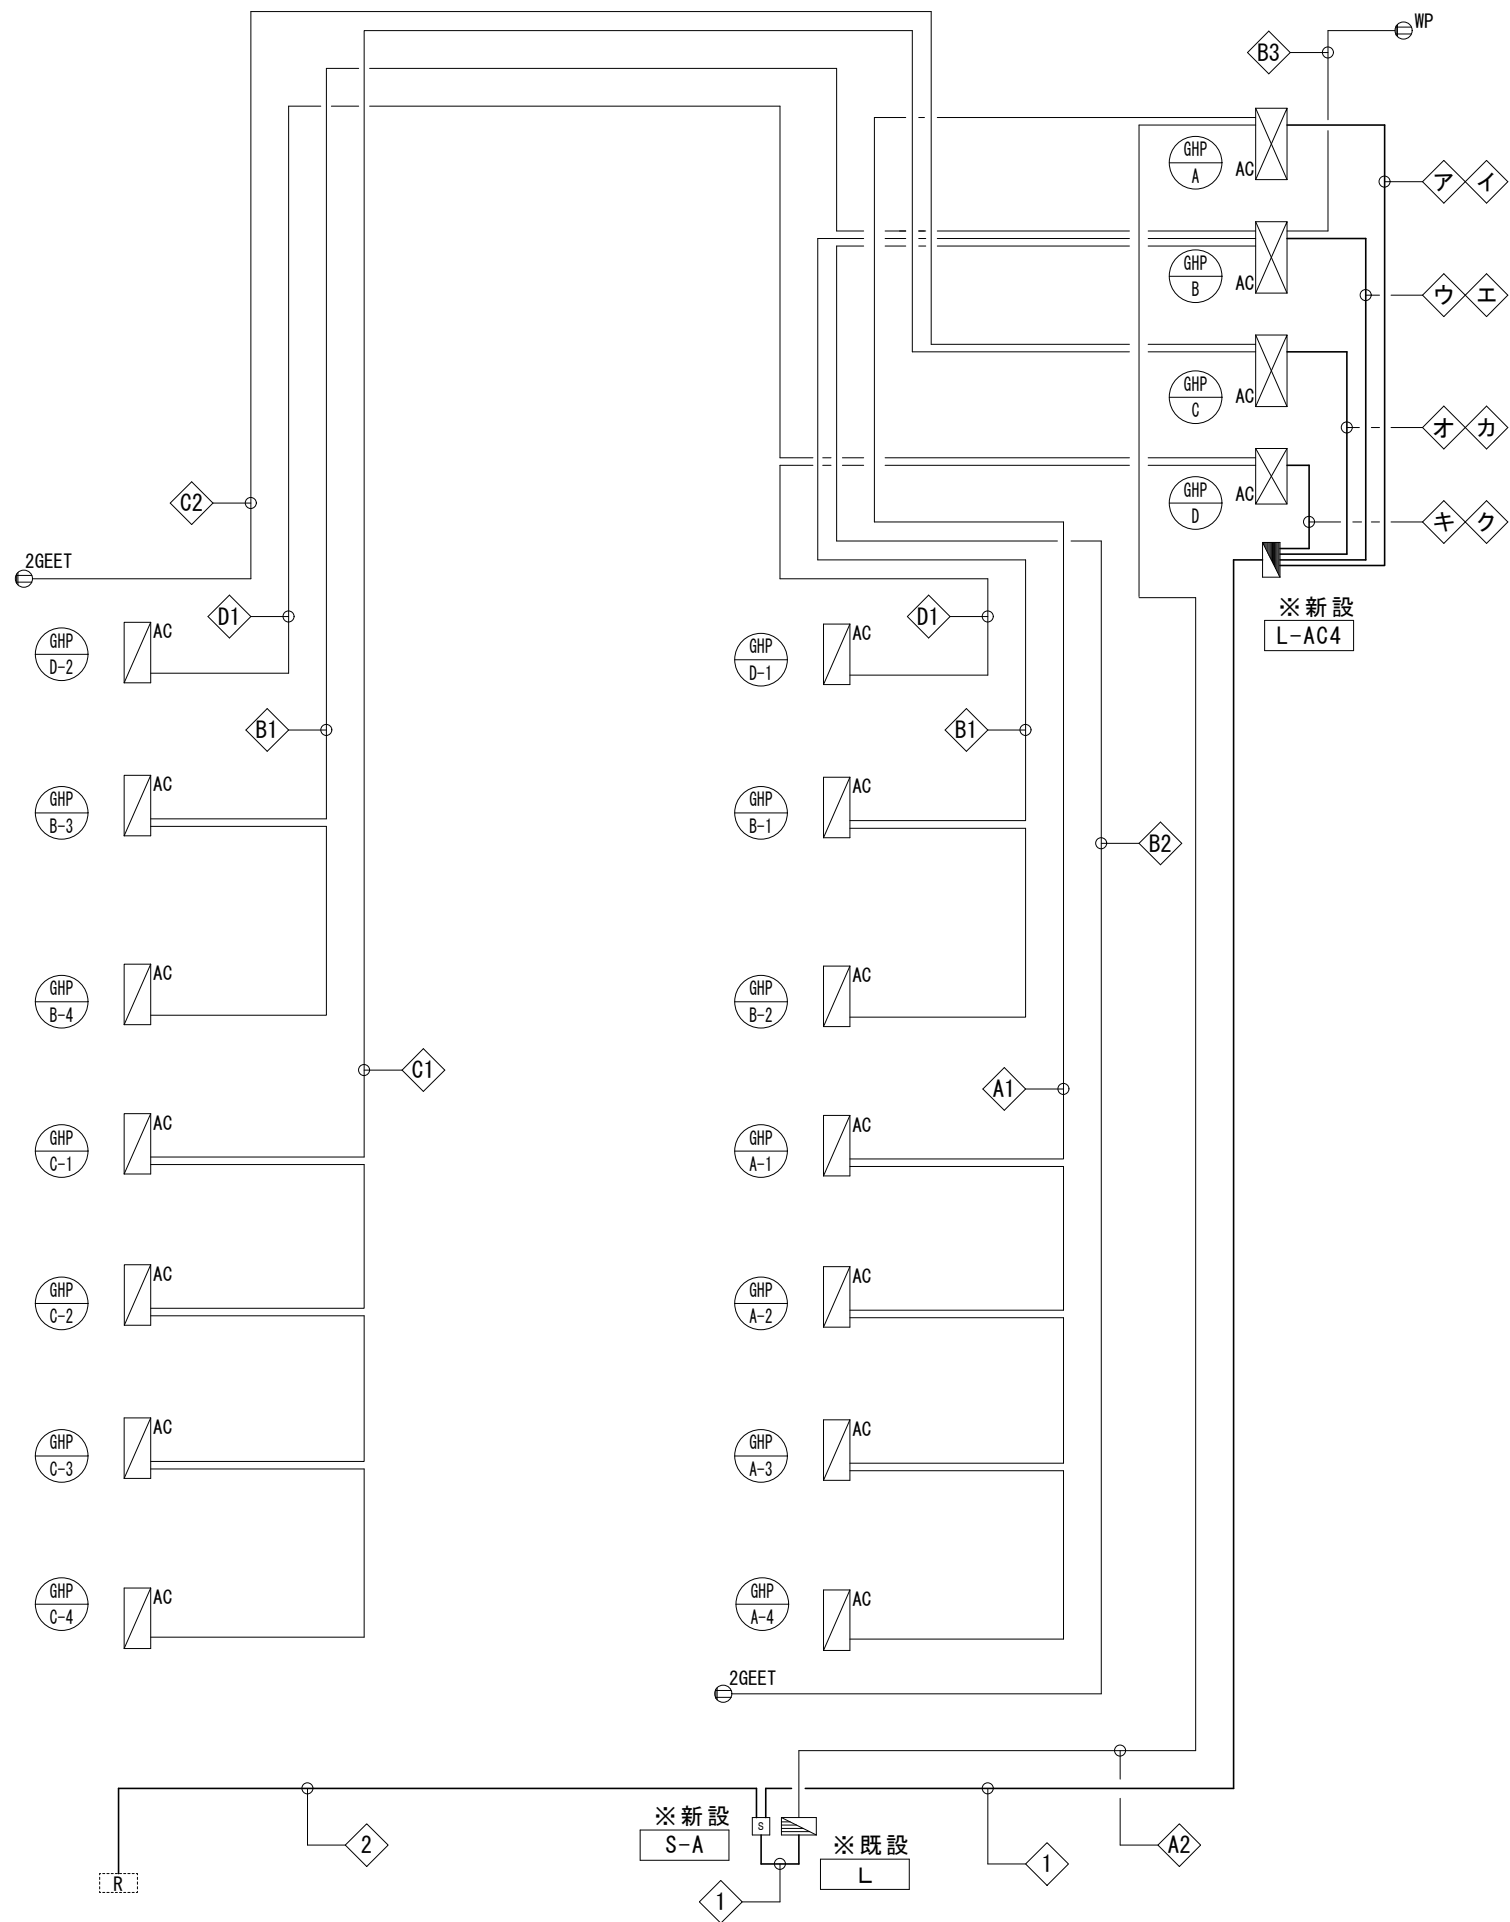 WP
B3
GHP
A
AC
ア
イ
GHP
B
AC
ウ
エ
GHP
C
AC
オ
カ
GHP
D
AC
キ
ク
C2
2GEET
※新設
L-AC4
D1
D1
GHP
D-2
AC
GHP
D-1
AC
B1
B1
GHP
B-3
AC
GHP
B-1
AC
B2
GHP
B-4
AC
GHP
B-2
AC
C1
A1
GHP
C-1
AC
GHP
A-1
AC
GHP
C-2
AC
GHP
A-2
AC
GHP
C-3
AC
GHP
A-3
AC
GHP
C-4
AC
GHP
A-4
AC
2GEET
※新設
S-A
S
※既設
L
2
1
A2
R
1